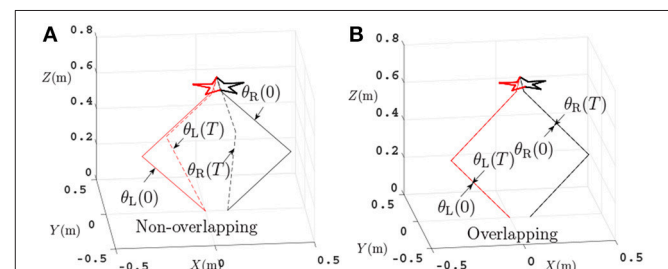 A
0.8
0.6
Z(m)
0.4
0.2
0
0.5
Y(m) 0
-0.5
-0.5
X(m) 0
0.5
θR(0)
θL(T)
θR(T)
θL(0)
Non-overlapping
B
0.8
0.6
Z(m)
0.4
0.2
0
0.5
0
Y(m)
-0.5
-0.5
0
X(m)
0.5
θR(T)
θR(0)
θL(T)
θL(0)
Overlapping